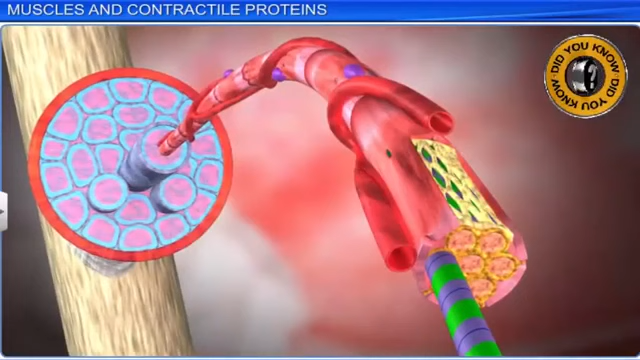 MUSCLES AND CONTRACTILE PROTEINS
DID YOU KNOW DID YOU KNOW
?